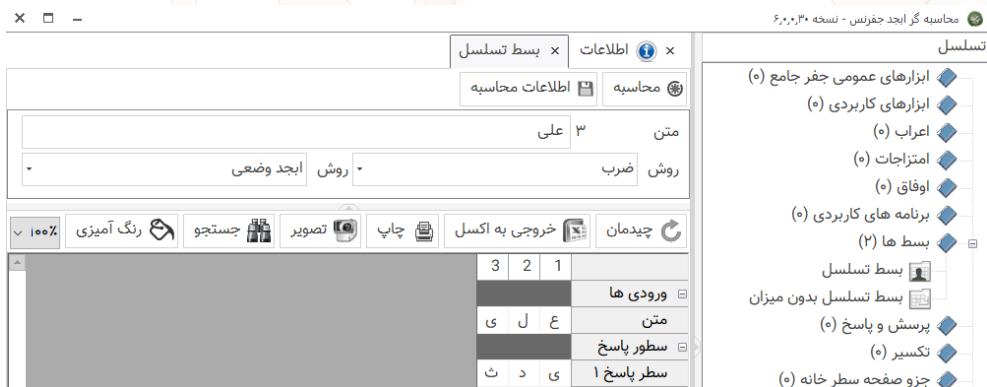 محاسبه گر ابجد جفرنس - نسخه ۶,۰,۰,۳۰
تسلسل
ابزارهای عمومی جفر جامع (۰)
ابزارهای کاربردی (۰)
اعراب (۰)
امتزاجات (۰)
اوفاق (۰)
برنامه های کاربردی (۰)
بسط ها (۲)
بسط تسلسل
بسط تسلسل بدون میزان
پرسش و پاسخ (۰)
تکسیر (۰)
جزو صفحه سطر خانه (۰)
اطلاعات × بسط تسلسل ×
محاسبه اطلاعات محاسبه
متن ۳ علی
روش ضرب روش ابجد وضعی
چیدمان خروجی به اکسل چاپ تصویر جستجو رنگ آمیزی ۱۰۰٪
1 2 3
ورودی ها
متن ع ل ی
سطور پاسخ
سطر پاسخ ۱ ی د ث